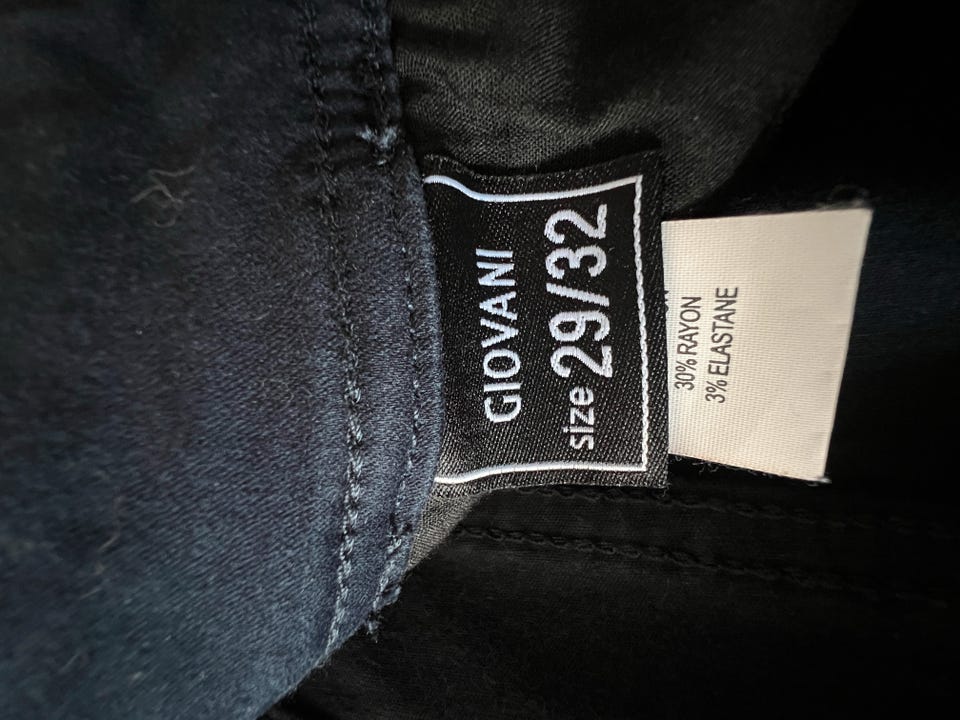 GIOVANI
size 29/32
30% RAYON
3% ELASTANE